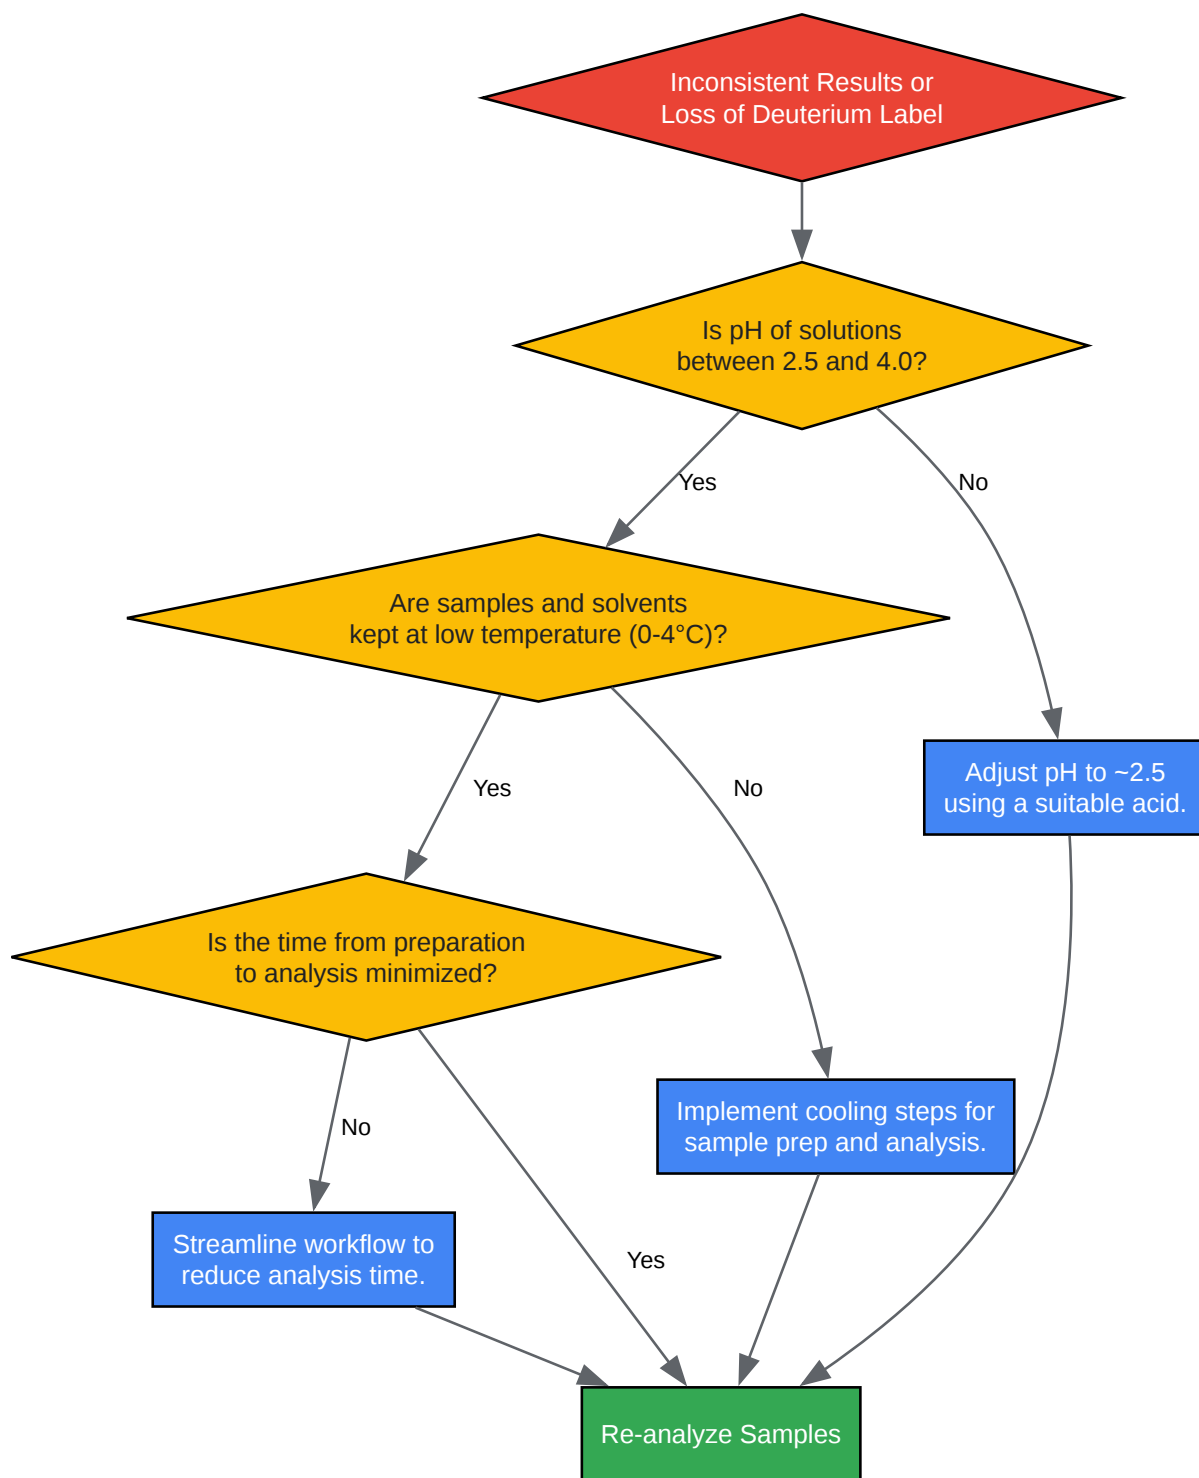 Inconsistent Results or
Loss of Deuterium Label
Is pH of solutions
between 2.5 and 4.0?
Yes
No
Are samples and solvents
kept at low temperature (0-4°C)?
Adjust pH to ~2.5
using a suitable acid.
Yes
No
Is the time from preparation
to analysis minimized?
Implement cooling steps for
sample prep and analysis.
No
Streamline workflow to
reduce analysis time.
Yes
Re-analyze Samples